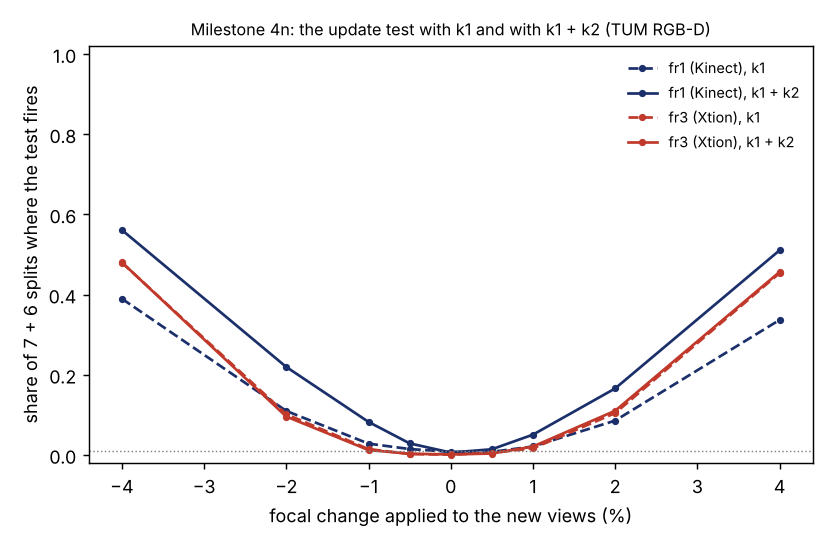 Milestone 4n: the update test with k1 and with k1 + k2 (TUM RGB-D)
fr1 (Kinect), k1
fr1 (Kinect), k1 + k2
fr3 (Xtion), k1
fr3 (Xtion), k1 + k2
share of 7 + 6 splits where the test fires
1.0
0.8
0.6
0.4
0.2
0.0
−4
−3
−2
−1
0
1
2
3
4
focal change applied to the new views (%)